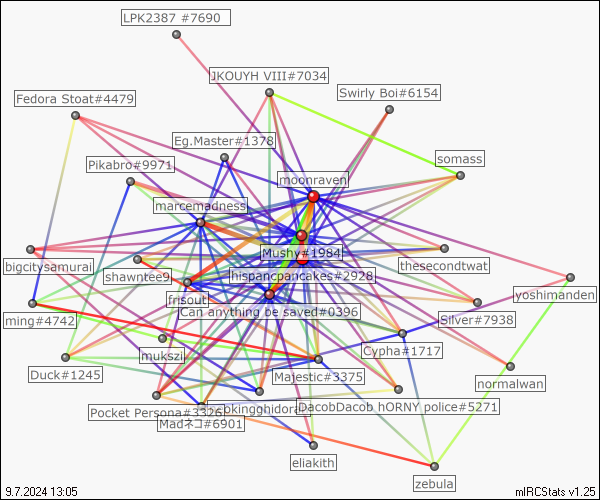 LPK2387 #7690
JKOUYH VIII#7034
Swirly Boi#6154
Fedora Stoat#4479
Eg.Master#1378
somass
Pikabro#9971
moonraven
marcemadness
Mushy#1984
bigcitysamurai
shawntee9
hispancpancakes#2928
thesecondtwat
frisout
yoshimanden
Can anything be saved#0396
ming#4742
Silver#7938
mukszi
Cypha#1717
Duck#1245
Majestic#3375
normalwan
Pocket Persona#3326
DacobDacob hORNY police#5271
Madネコ#6901
eliakith
zebula
9.7.2024 13:05
mIRCStats v1.25